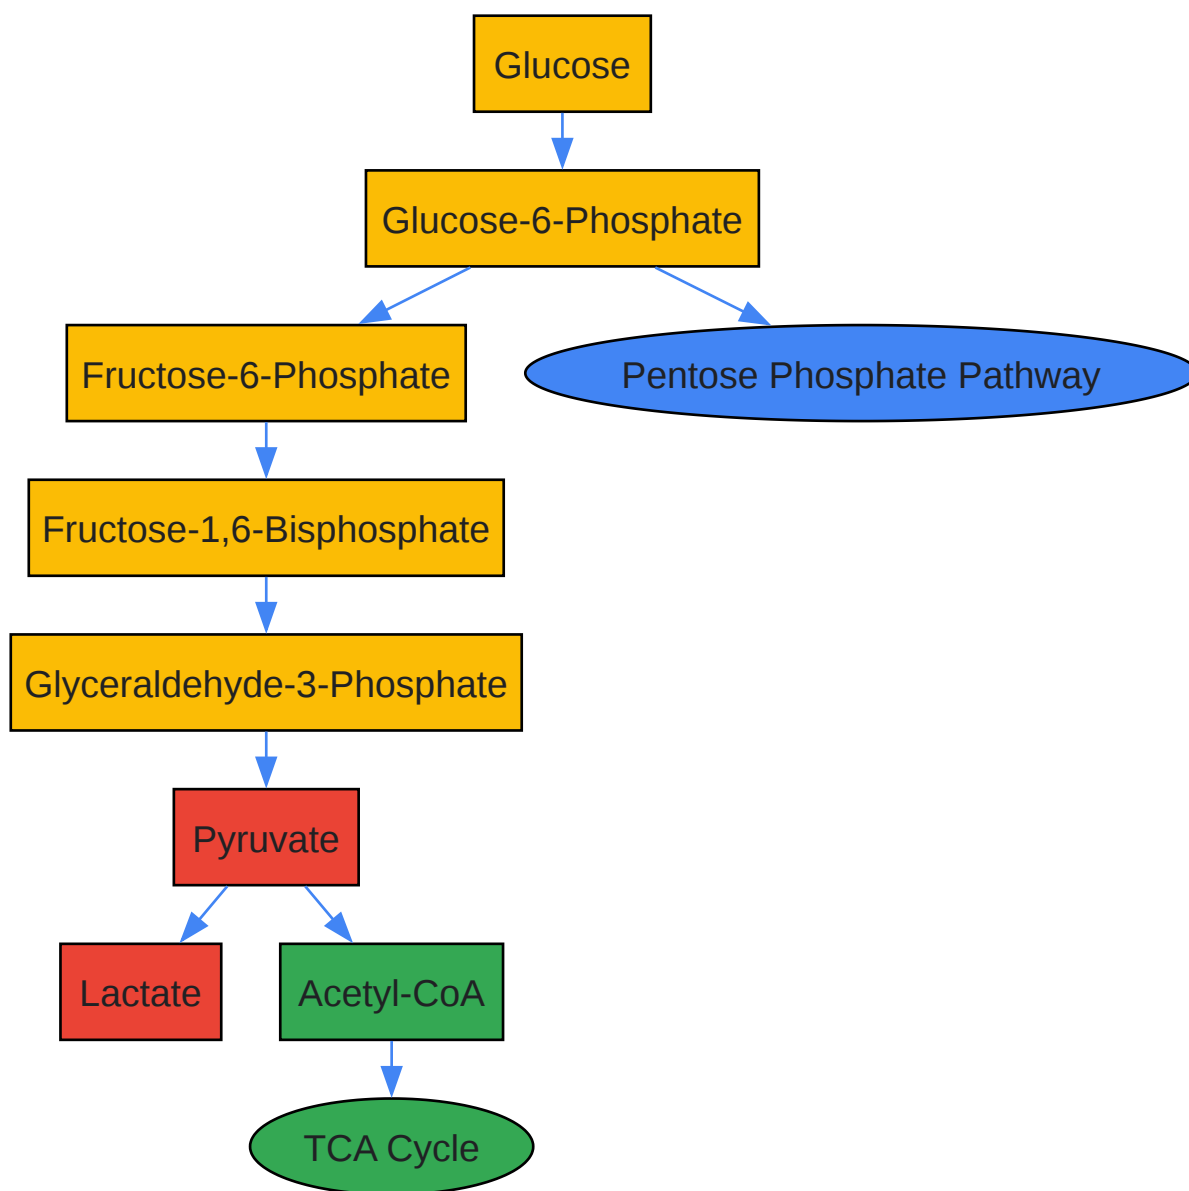 Glucose
Glucose-6-Phosphate
Fructose-6-Phosphate
Pentose Phosphate Pathway
Fructose-1,6-Bisphosphate
Glyceraldehyde-3-Phosphate
Pyruvate
Lactate
Acetyl-CoA
TCA Cycle